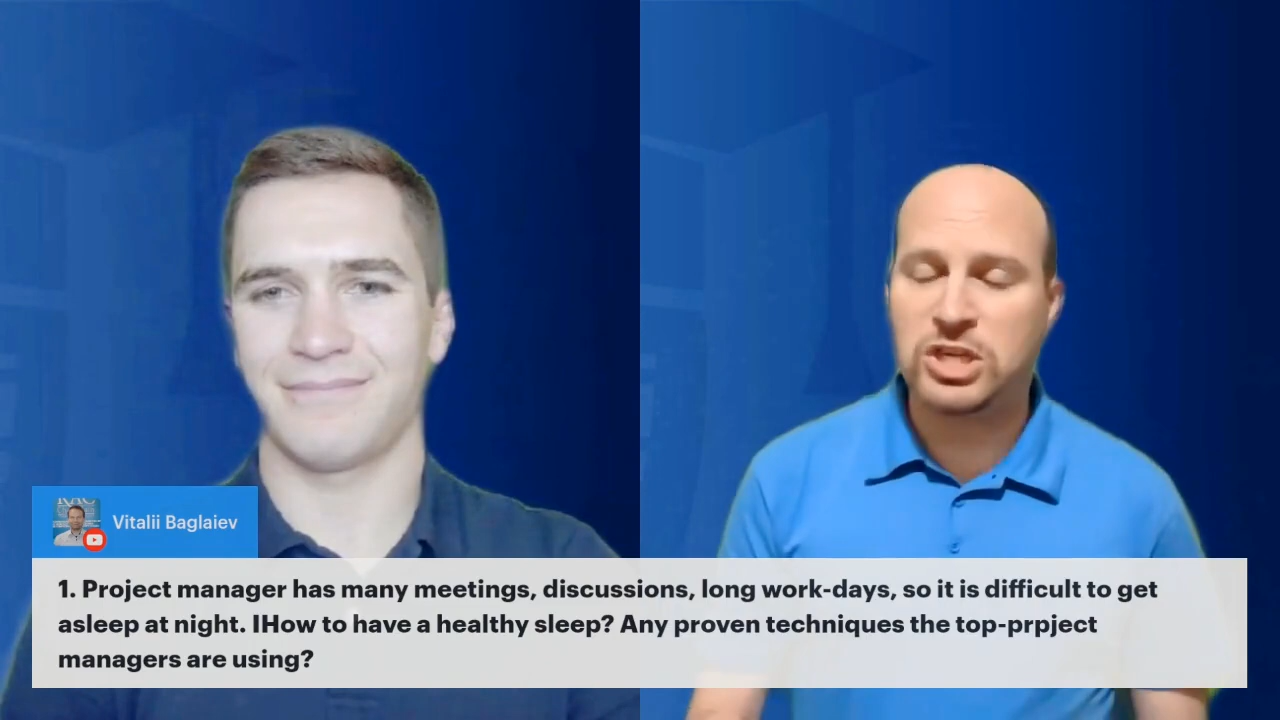 Vitalii Baglaiev
1. Project manager has many meetings, discussions, long work-days, so it is difficult to get
asleep at night. IHow to have a healthy sleep? Any proven techniques the top-prpject
managers are using?